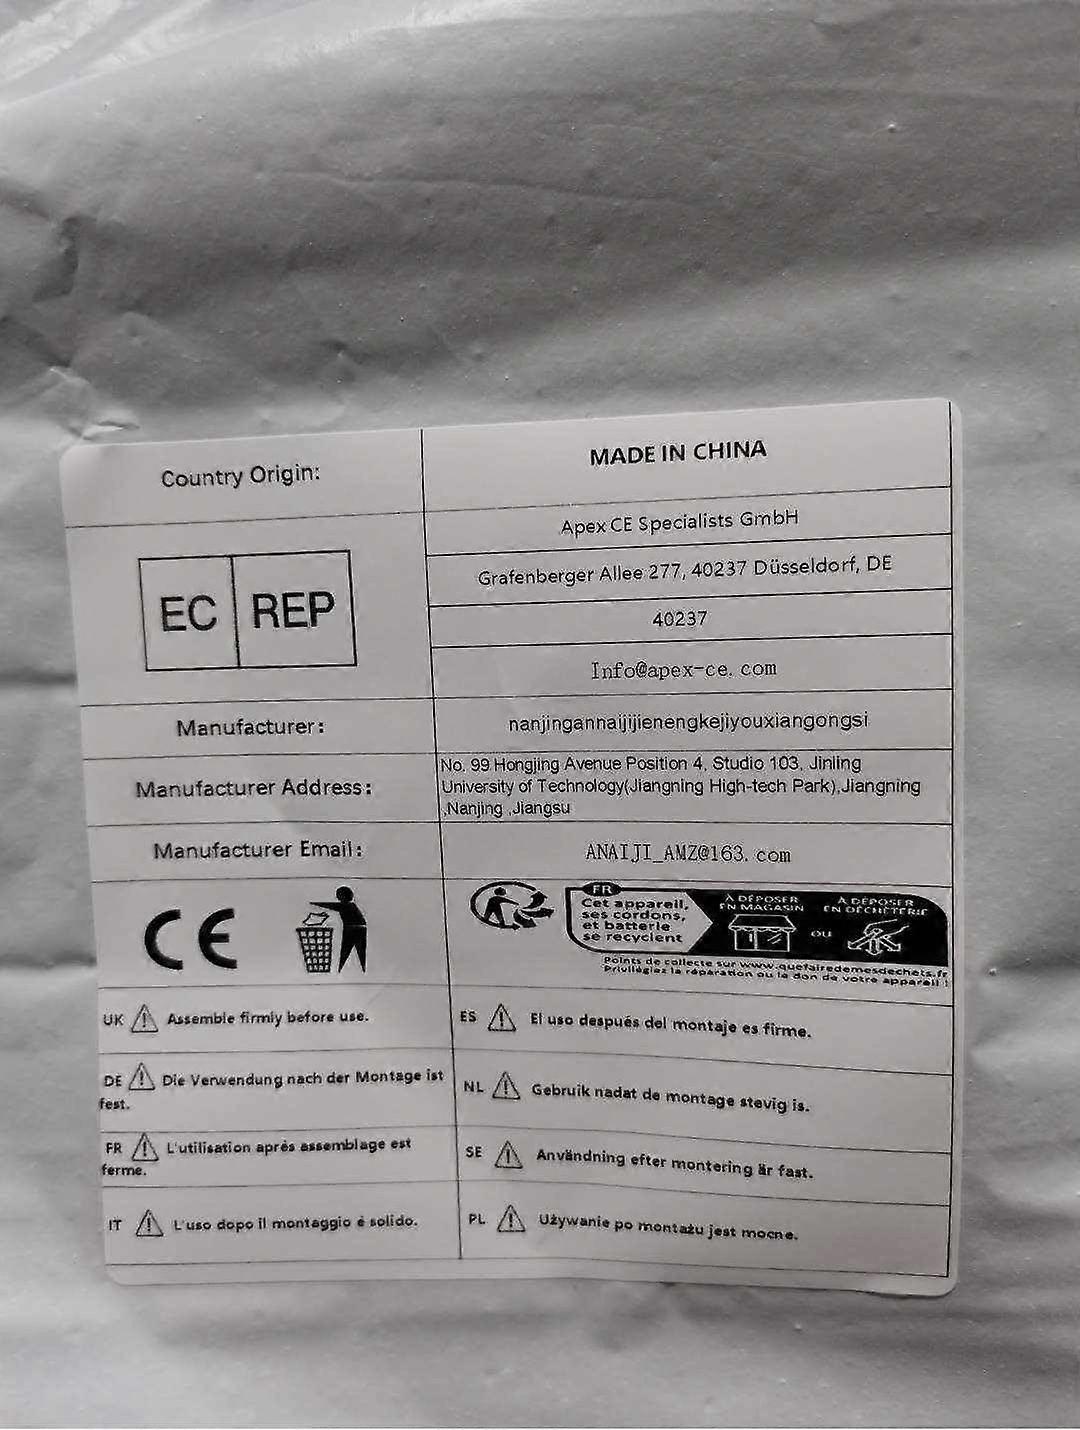 Country Origin:
MADE IN CHINA
EC REP
Apex CE Specialists GmbH
Grafenberger Allee 277, 40237 Düsseldorf, DE
40237
Info@apex-ce. com
Manufacturer:
nanjingannaijijienengkejiyouxiangongsi
Manufacturer Address:
No. 99 Hongjing Avenue Position 4, Studio 103, Jinling
University of Technology(Jiangning High-tech Park),Jiangning
,Nanjing ,Jiangsu
Manufacturer Email:
ANAIJI_AMZ@163. com
CE
FR
Cet appareil,
ses cordons,
et batterie
se recyclent
À DÉPOSER
EN MAGASIN
OU
À DÉPOSER
EN DÉCHÈTERIE
Points de collecte sur www.quefairedemesdechets.fr
Privilégiez la réparation ou le don de votre appareil !
UK Assemble firmly before use.
ES El uso después del montaje es firme.
DE Die Verwendung nach der Montage ist
fest.
NL Gebruik nadat de montage stevig is.
FR L'utilisation après assemblage est
ferme.
SE Användning efter montering är fast.
IT L'uso dopo il montaggio è solido.
PL Używanie po montażu jest mocne.